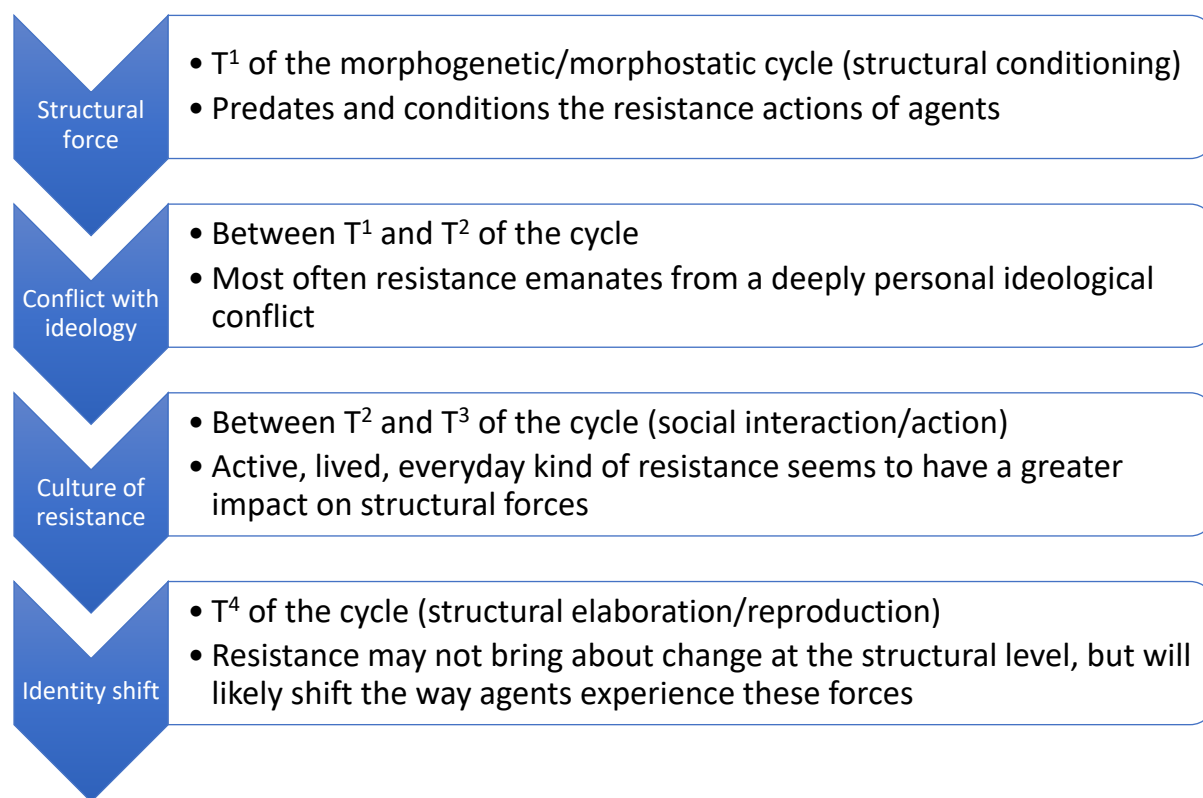 Structural
force
• T¹ of the morphogenetic/morphostatic cycle (structural conditioning)
• Predates and conditions the resistance actions of agents
Conflict with
ideology
• Between T¹ and T² of the cycle
• Most often resistance emanates from a deeply personal ideological
conflict
Culture of
resistance
• Between T² and T³ of the cycle (social interaction/action)
• Active, lived, everyday kind of resistance seems to have a greater
impact on structural forces
Identity shift
• T⁴ of the cycle (structural elaboration/reproduction)
• Resistance may not bring about change at the structural level, but will
likely shift the way agents experience these forces